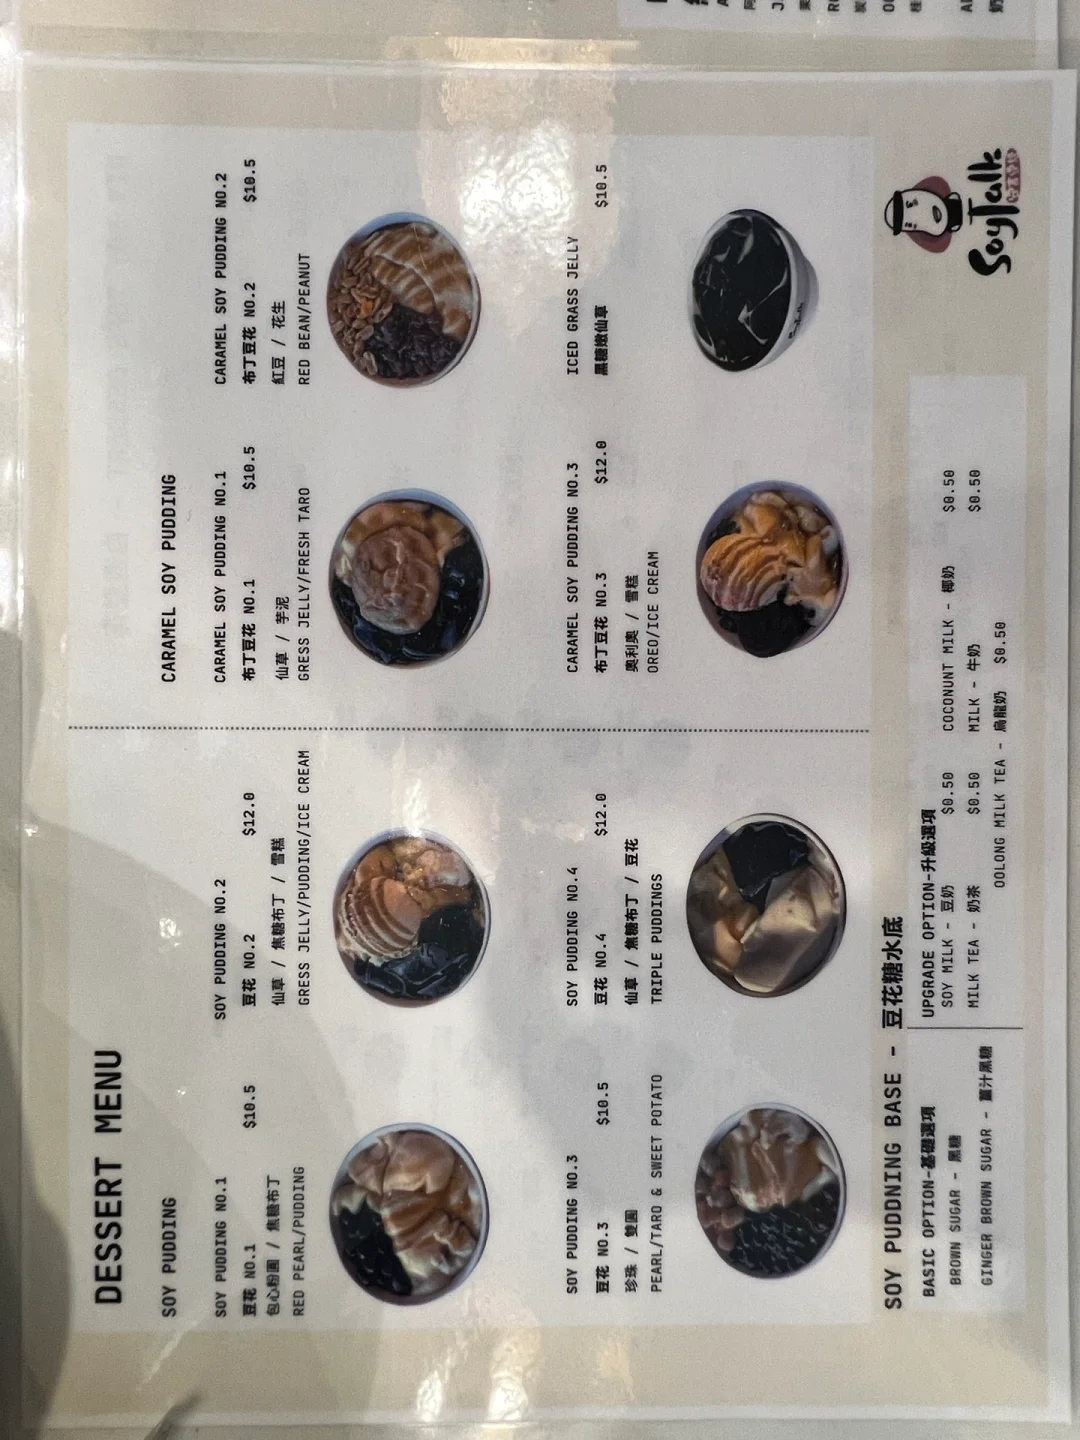 DESSERT MENU
SOY PUDDING
SOY PUDDING NO.1
豆花 NO.1 $10.5
包心粉圓 / 焦糖布丁
RED PEARL/PUDDING
SOY PUDDING NO.2
豆花 NO.2 $12.0
仙草 / 焦糖布丁 / 雪糕
GRESS JELLY/PUDDING/ICE CREAM
SOY PUDDING NO.3
豆花 NO.3 $10.5
珍珠 / 雙圓
PEARL/TARO & SWEET POTATO
SOY PUDDING NO.4
豆花 NO.4 $12.0
仙草 / 焦糖布丁 / 豆花
TRIPLE PUDDINGS
CARAMEL SOY PUDDING
CARAMEL SOY PUDDING NO.1
布丁豆花 NO.1 $10.5
仙草 / 芋泥
GRESS JELLY/FRESH TARO
CARAMEL SOY PUDDING NO.2
布丁豆花 NO.2 $10.5
紅豆 / 花生
RED BEAN/PEANUT
CARAMEL SOY PUDDING NO.3
布丁豆花 NO.3 $12.0
奧利奧 / 雪糕
OREO/ICE CREAM
ICED GRASS JELLY
黑糖嫩仙草 $10.5
SOY PUDDNING BASE - 豆花糖水底
BASIC OPTION-基礎選項
BROWN SUGAR - 黑糖
GINGER BROWN SUGAR - 薑汁黑糖
UPGRADE OPTION-升級選項
SOY MILK - 豆奶 $0.50 COCONUNT MILK - 椰奶 $0.50
MILK TEA - 奶茶 $0.50 MILK - 牛奶 $0.50
OOLONG MILK TEA - 烏龍奶 $0.50
SoyTalk